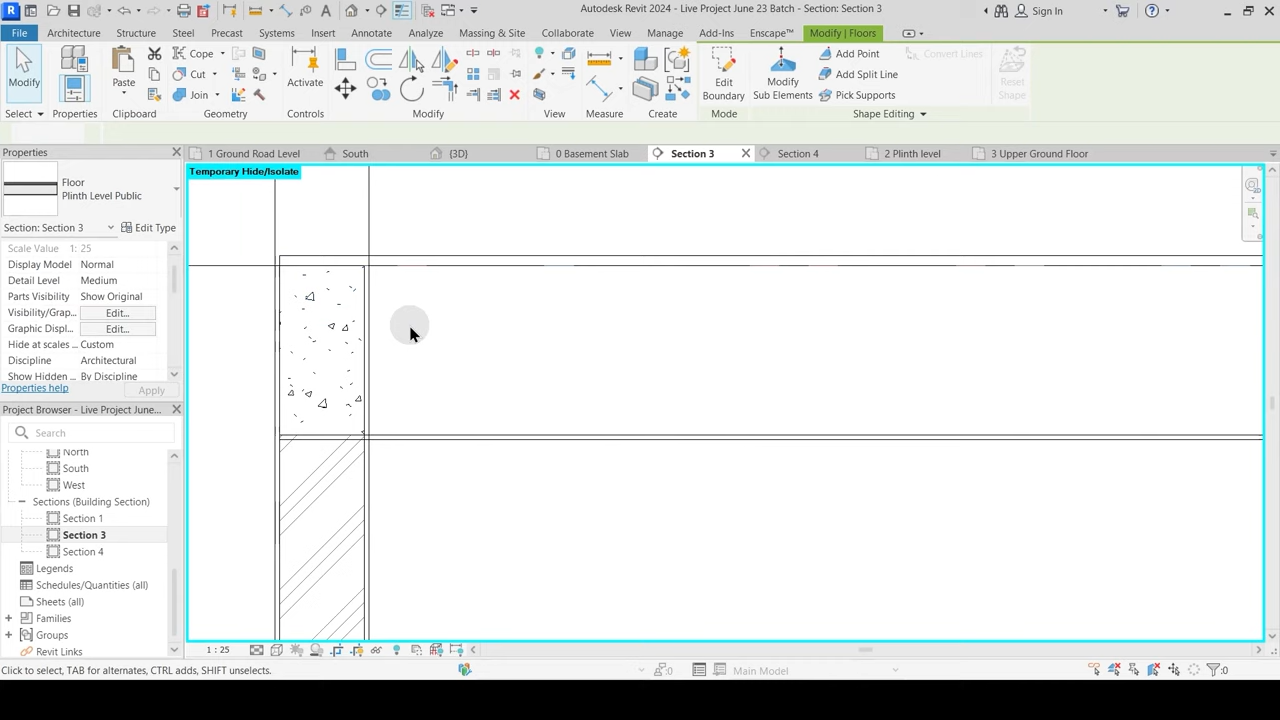 Autodesk Revit 2024 - Live Project June 23 Batch - Section: Section 3
Sign In
File Architecture Structure Steel Precast Systems Insert Annotate Analyze Massing & Site Collaborate View Manage Add-Ins Enscape™ Modify | Floors
Modify
Select
Properties
Paste
Clipboard
Cope
Cut
Join
Geometry
Activate
Controls
Modify
View
Measure
Create
Edit
Boundary
Mode
Modify
Sub Elements
Add Point
Add Split Line
Pick Supports
Convert Lines
Reset
Shape
Shape Editing
Properties
1 Ground Road Level
South
{3D}
0 Basement Slab
Section 3
Section 4
2 Plinth level
3 Upper Ground Floor
Temporary Hide/Isolate
Floor
Plinth Level Public
Section: Section 3
Edit Type
Scale Value 1: 25
Display Model Normal
Detail Level Medium
Parts Visibility Show Original
Visibility/Grap... Edit...
Graphic Displ... Edit...
Hide at scales ... Custom
Discipline Architectural
Show Hidden ... By Discipline
Properties help
Apply
Project Browser - Live Project June...
Search
North
South
West
Sections (Building Section)
Section 1
Section 3
Section 4
Legends
Schedules/Quantities (all)
Sheets (all)
Families
Groups
Revit Links
1 : 25
Click to select, TAB for alternates, CTRL adds, SHIFT unselects.
:0
Main Model
:0